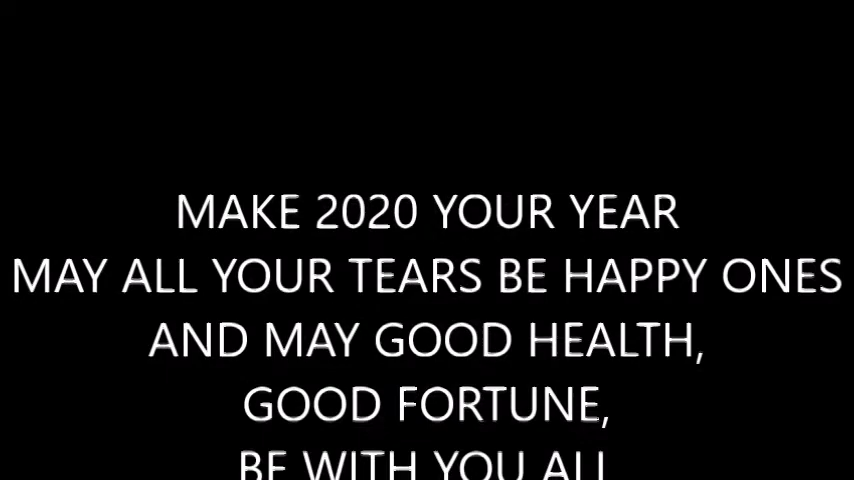 MAKE 2020 YOUR YEAR
MAY ALL YOUR TEARS BE HAPPY ONES
AND MAY GOOD HEALTH,
GOOD FORTUNE,
BE WITH YOU ALL